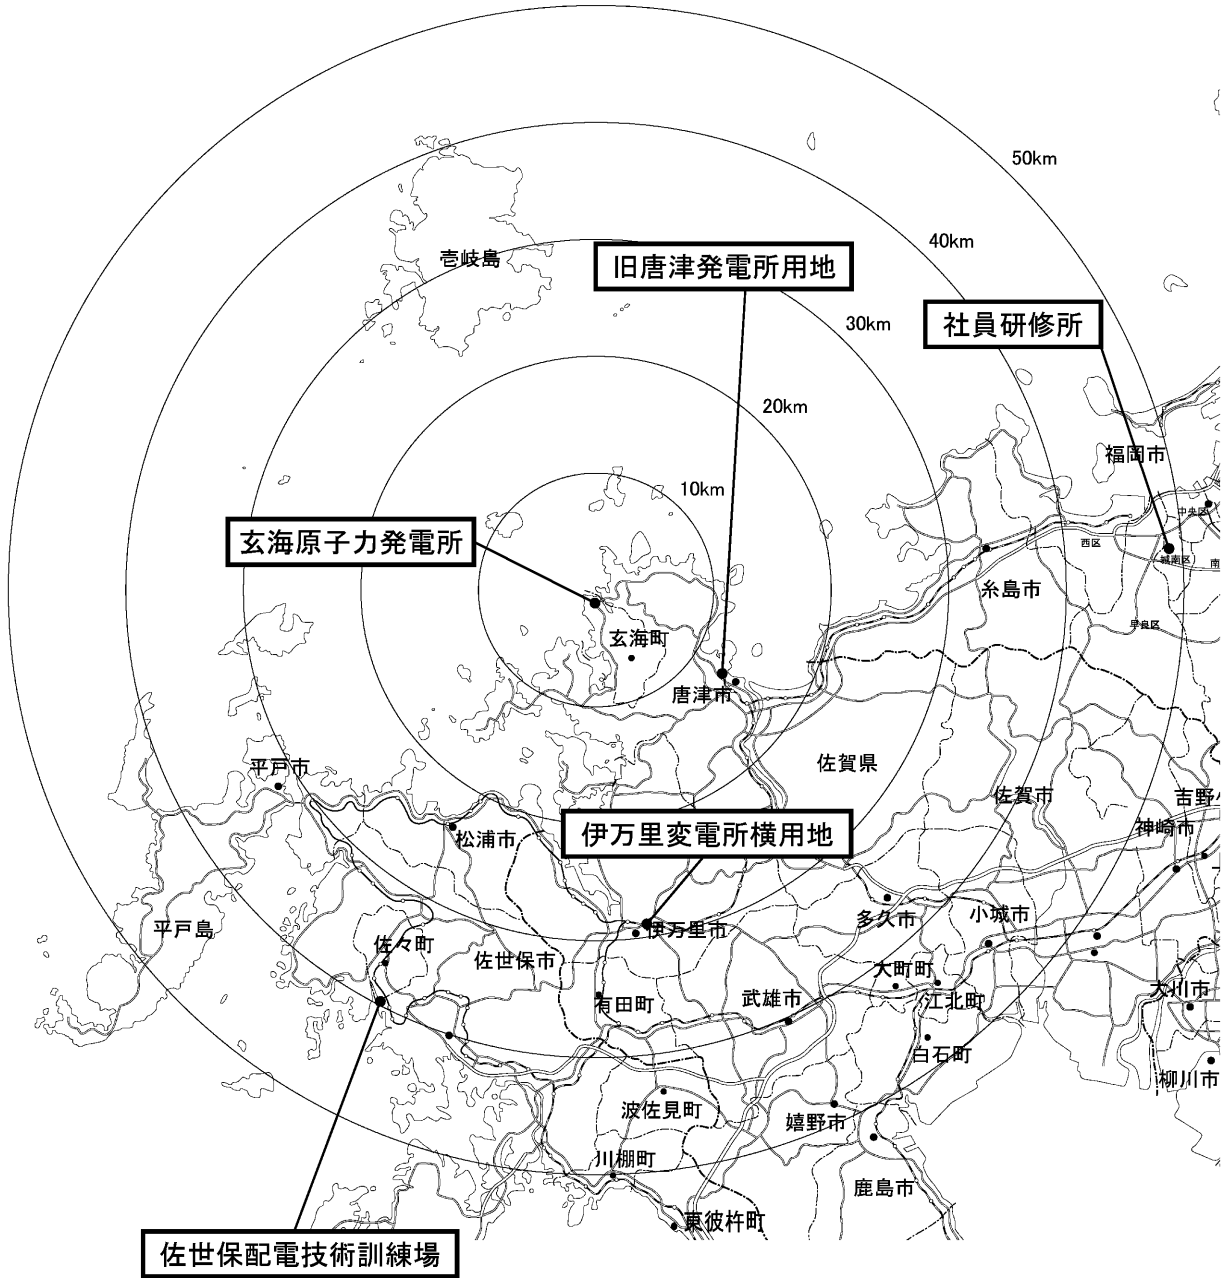 50km
40km
30km
20km
10km
壱岐島
旧唐津発電所用地
社員研修所
福岡市
中央区
西区
城南区
南
早良区
糸島市
玄海原子力発電所
玄海町
唐津市
佐賀県
平戸市
松浦市
伊万里変電所横用地
佐賀市
神崎市
平戸島
佐々町
佐世保市
伊万里市
多久市
小城市
有田町
武雄市
大町町
江北町
大川市
白石町
柳川市
波佐見町
嬉野市
川棚町
鹿島市
東彼杵町
佐世保配電技術訓練場